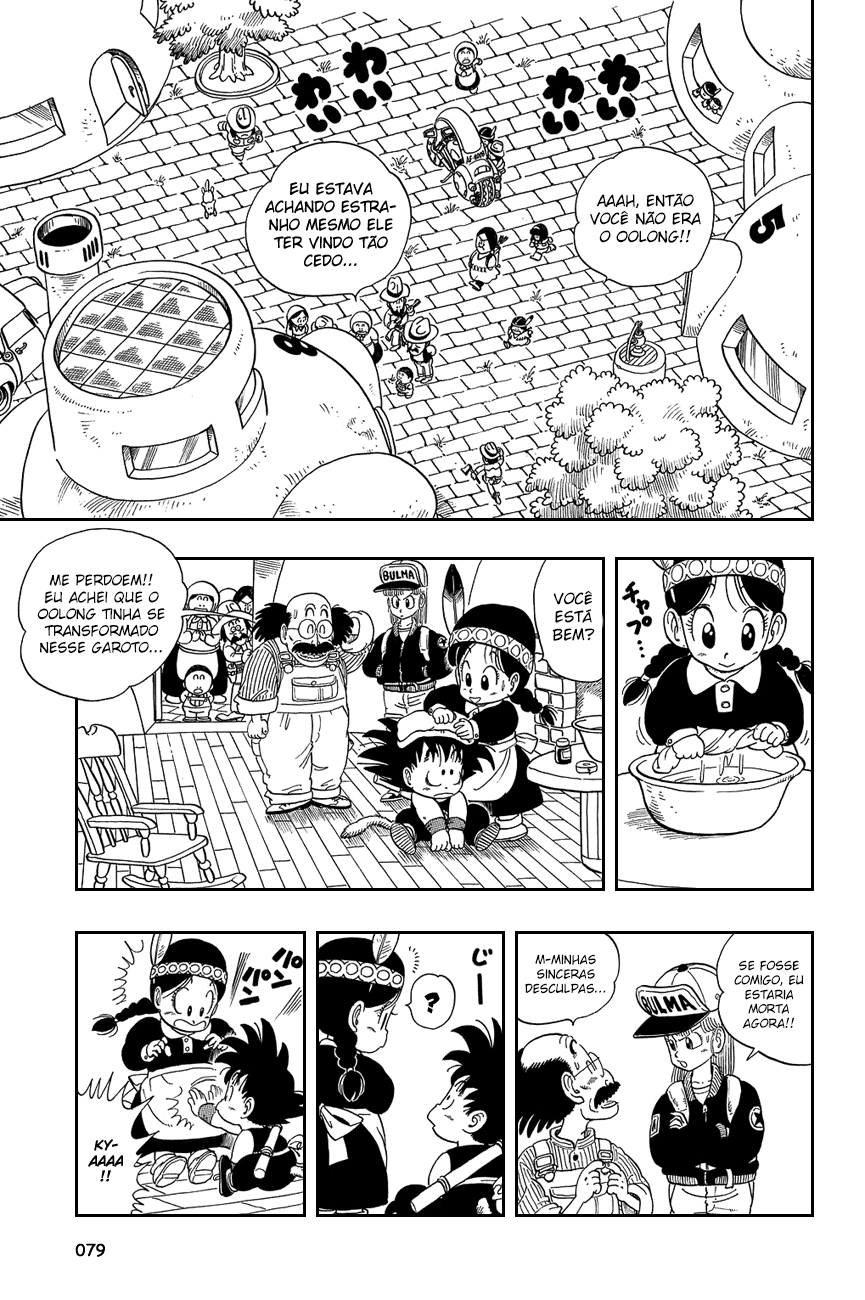 わいわい
わいわい
AAAH, ENTÃO
VOCÊ NÃO ERA
O OOLONG!!
EU ESTAVA
ACHANDO ESTRA-
NHO MESMO ELE
TER VINDO TÃO
CEDO...
5
8
チャプ...
VOCÊ
ESTÁ
BEM?
BULMA
ME PERDOEM!!
EU ACHEI QUE O
OOLONG TINHA SE
TRANSFORMADO
NESSE GAROTO...
SE FOSSE
COMIGO, EU
ESTARIA
MORTA
AGORA!!
M-MINHAS
SINCERAS
DESCULPAS...
BULMA
じー
?
パンパン
KY-
AAAA
!!
079